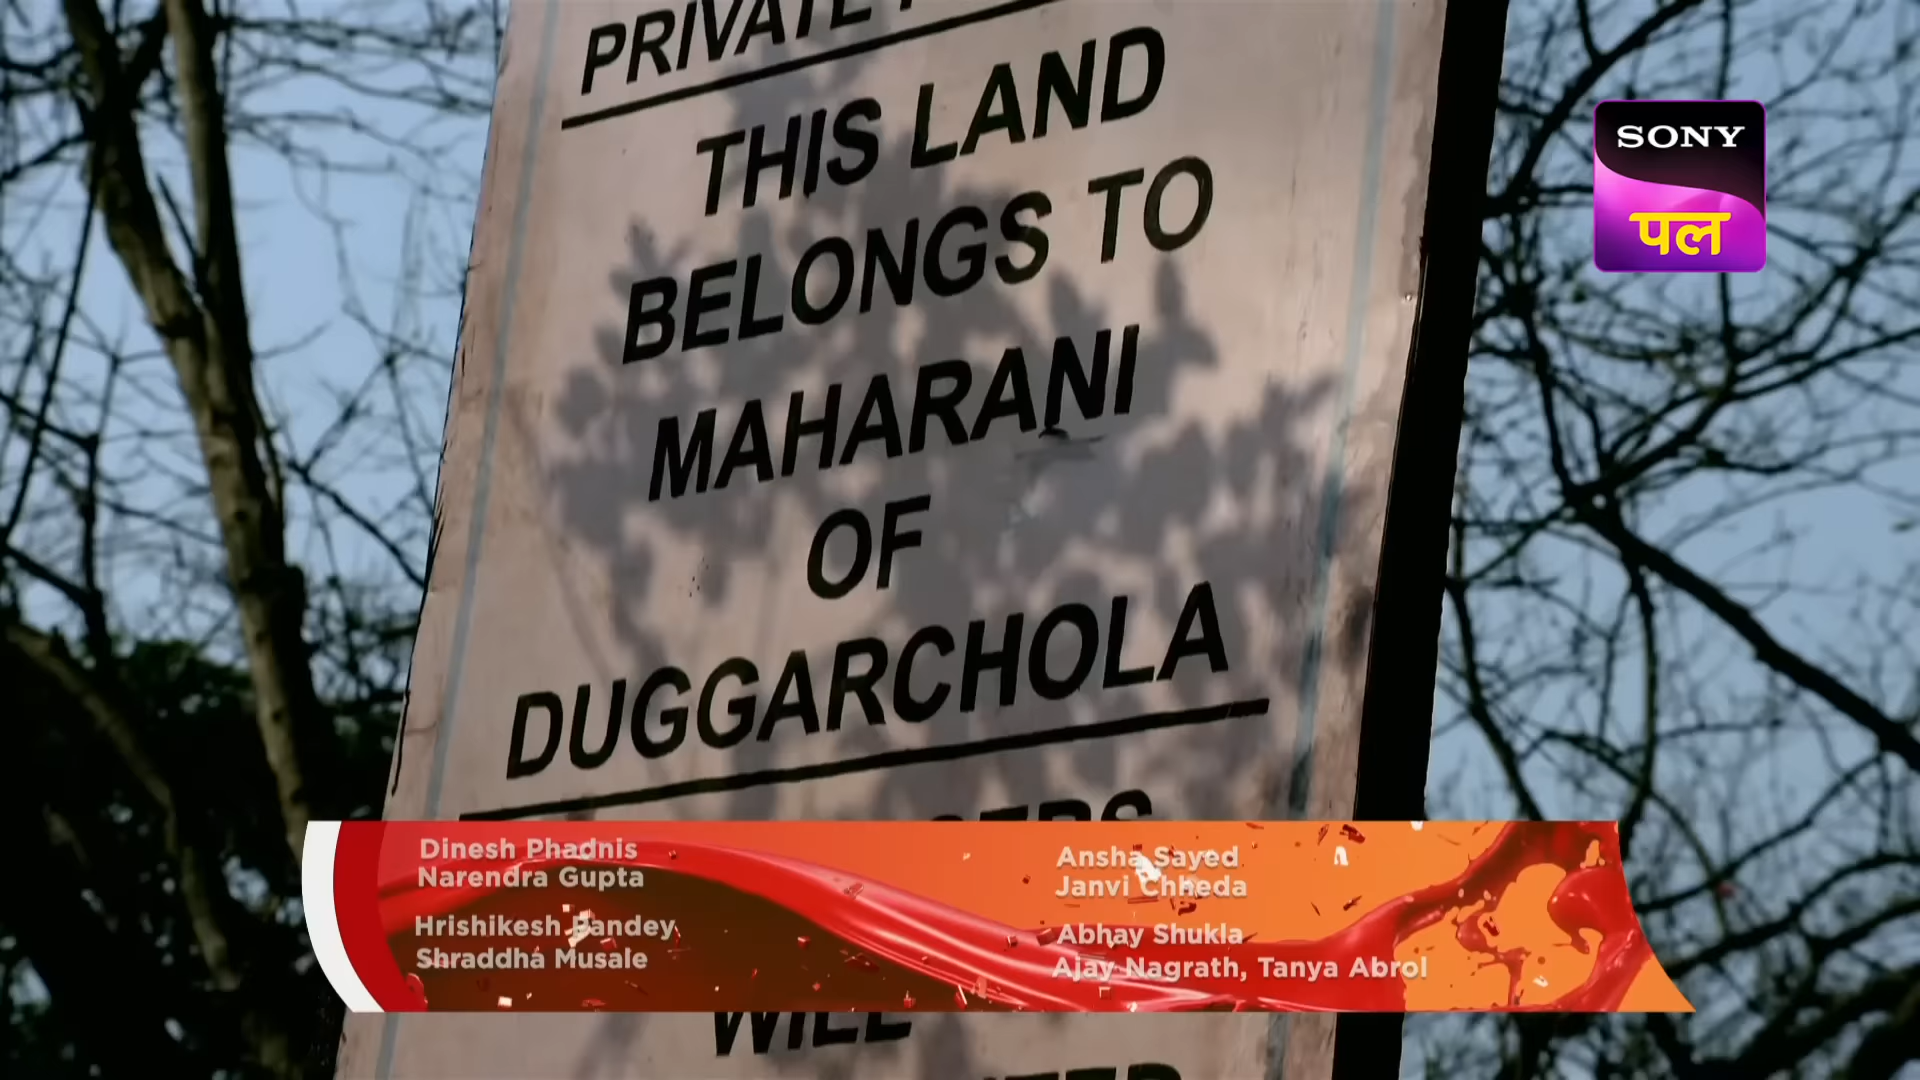 PRIVATE
THIS LAND
BELONGS TO
MAHARANI
OF
DUGGARCHOLA
SONY
पल
Dinesh Phadnis
Narendra Gupta
Hrishikesh Pandey
Shraddha Musale
Ansha Sayed
Janvi Chheda
Abhay Shukla
Ajay Nagrath, Tanya Abrol
WILL